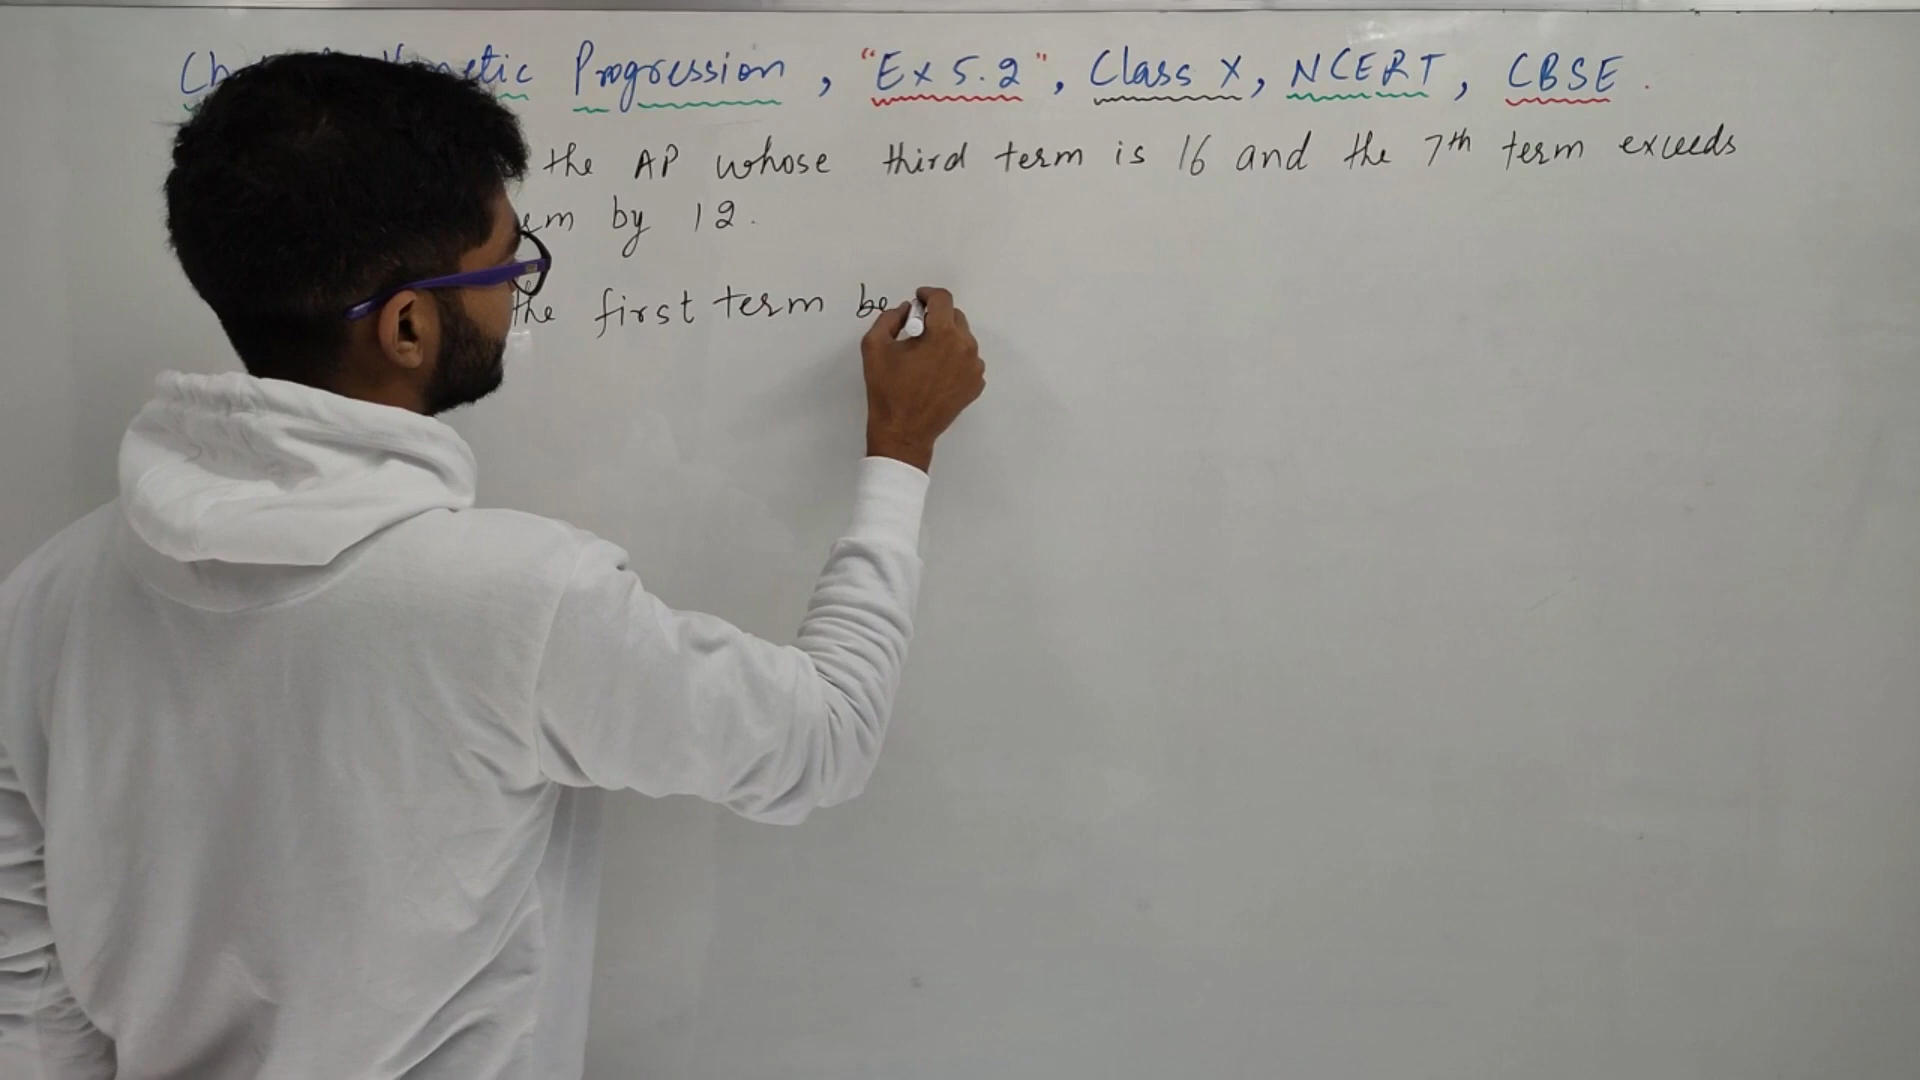 Progression , "Ex 5.2", Class X, NCERT, CBSE .
the AP whose third term is 16 and the 7th term exceeds
by 12.
the first term be